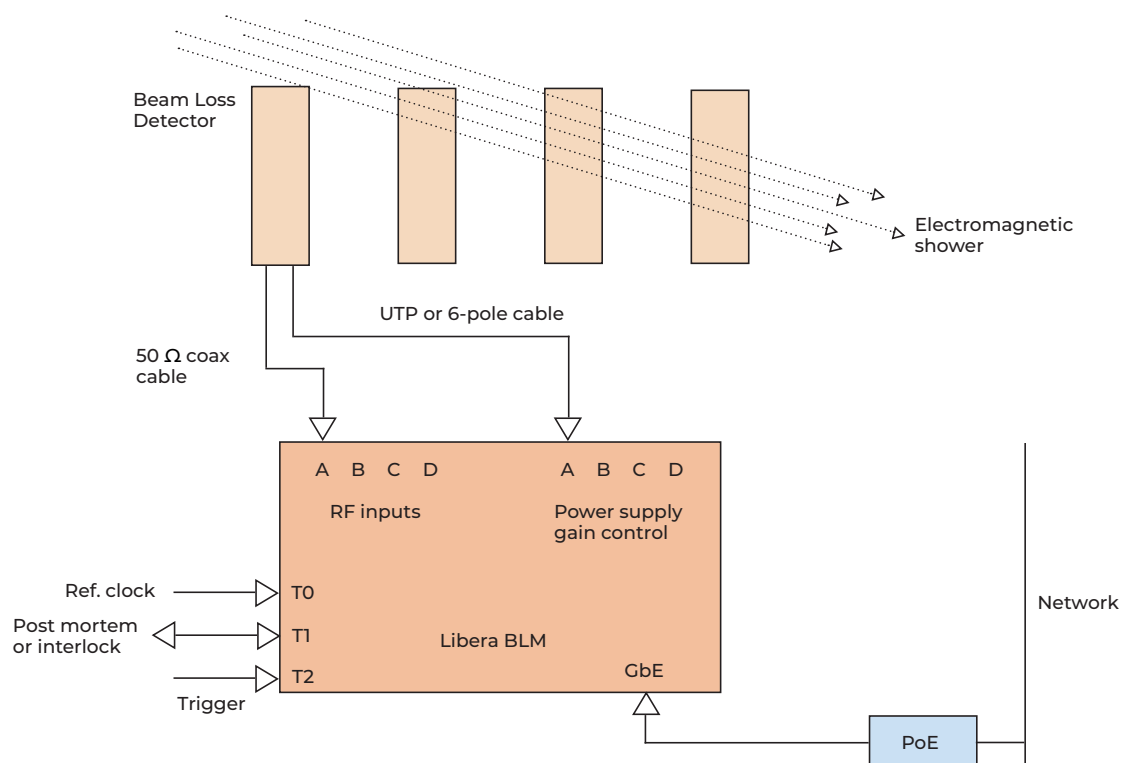 Beam Loss
Detector
Electromagnetic
shower
UTP or 6-pole cable
50 Ω coax
cable
A B C D
A B C D
RF inputs
Power supply
gain control
Ref. clock
T0
Post mortem
or interlock
T1
Libera BLM
Network
T2
GbE
Trigger
PoE